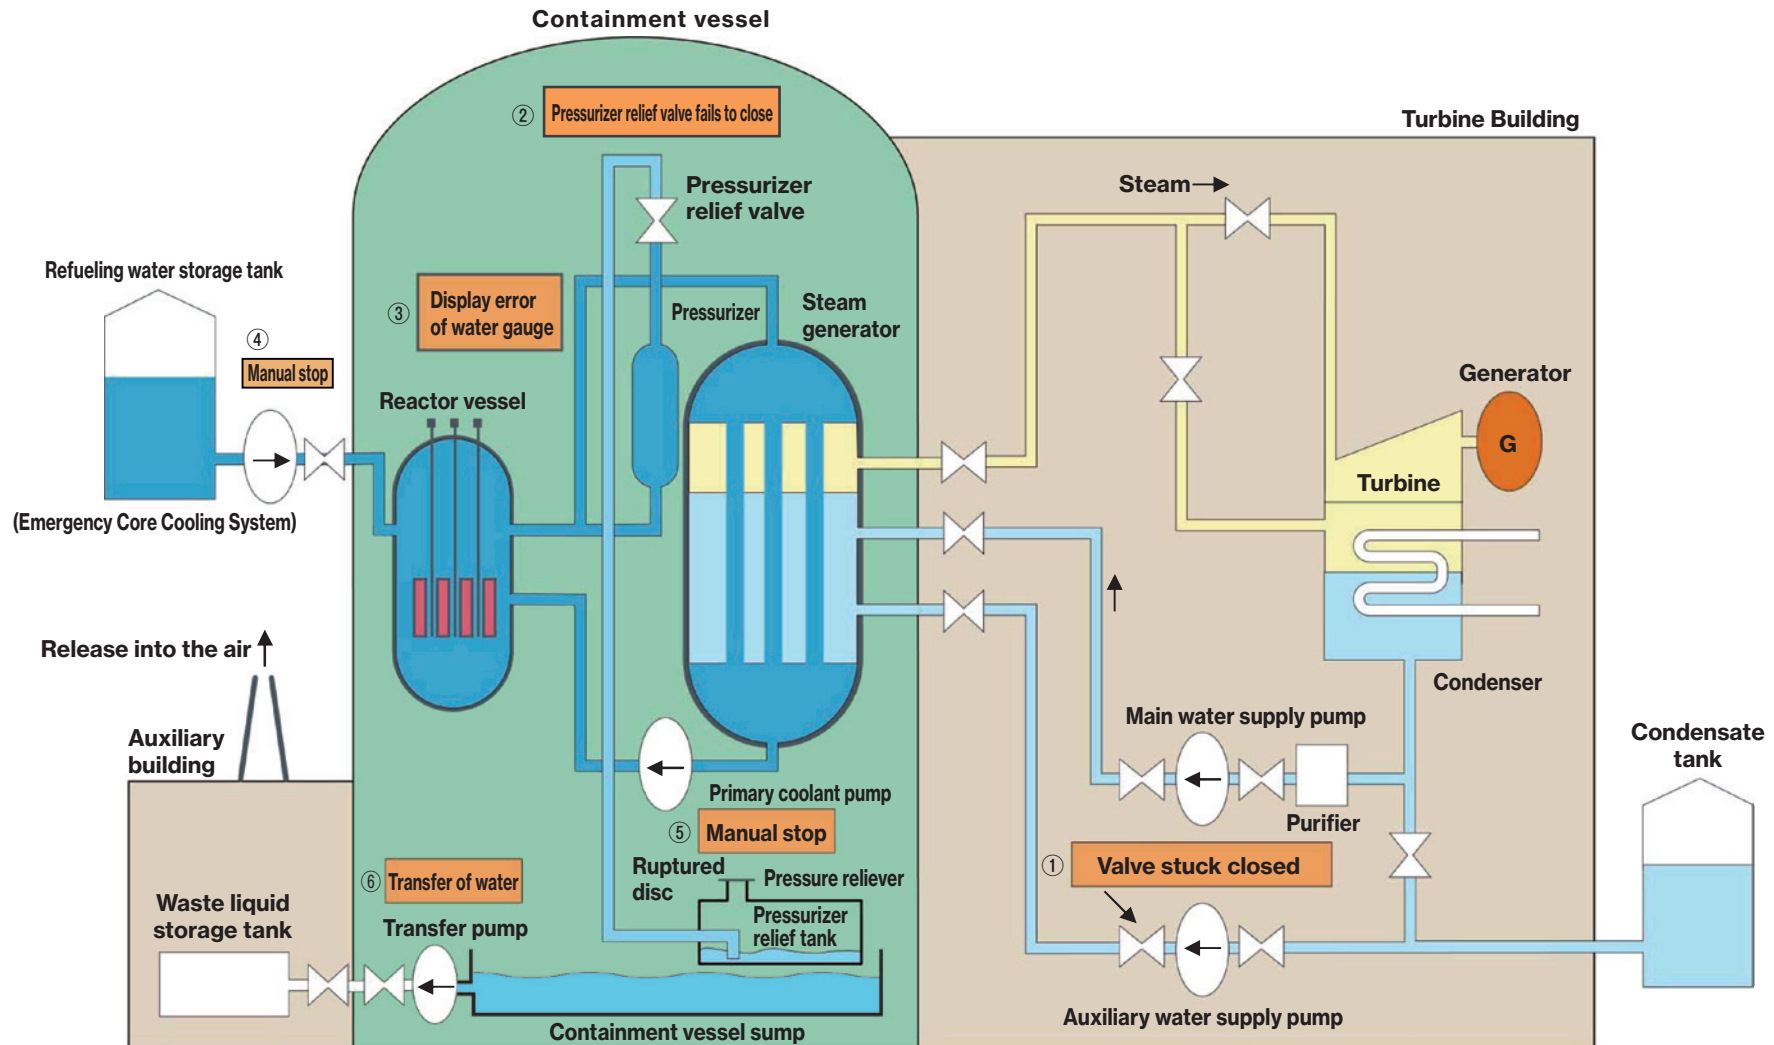 Containment vessel
②
Pressurizer relief valve fails to close
Turbine Building
Pressurizer
relief valve
Steam
Refueling water storage tank
③
Display error
of water gauge
Pressurizer
Steam
generator
④
Manual stop
Reactor vessel
Generator
G
Turbine
(Emergency Core Cooling System)
Release into the air
Condenser
Auxiliary
building
Main water supply pump
Condensate
tank
Primary coolant pump
⑤
Manual stop
Purifier
①
Valve stuck closed
⑥
Transfer of water
Ruptured
disc
Pressure reliever
Waste liquid
storage tank
Transfer pump
Pressurizer
relief tank
Containment vessel sump
Auxiliary water supply pump